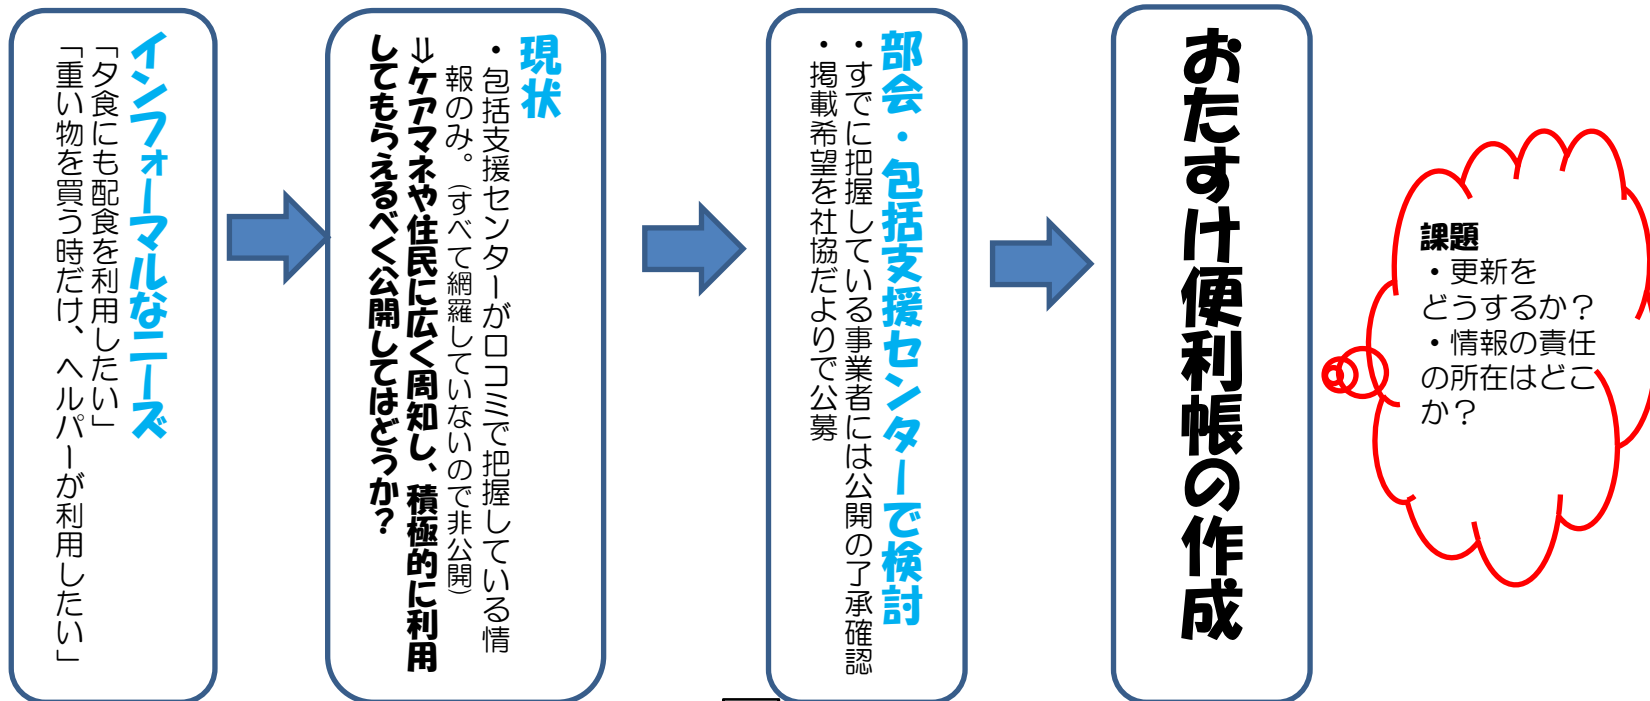 インフォーマルなニーズ
「夕食にも配食を利用したい」
「重い物を買う時だけ、ヘルパーが利用したい」
現状
・包括支援センターが口コミで把握している情
報のみ。（すべて網羅していないので非公開）
⇒ケアマネや住民に広く周知し、積極的に利用
してもらえるべく公開してはどうか？
部会・包括支援センターで検討
・すでに把握している事業者には公開の了承確認
・掲載希望を社協だよりで公募
おたすけ便利帳の作成
課題
・更新を
どうするか？
・情報の責任
の所在はどこ
か？